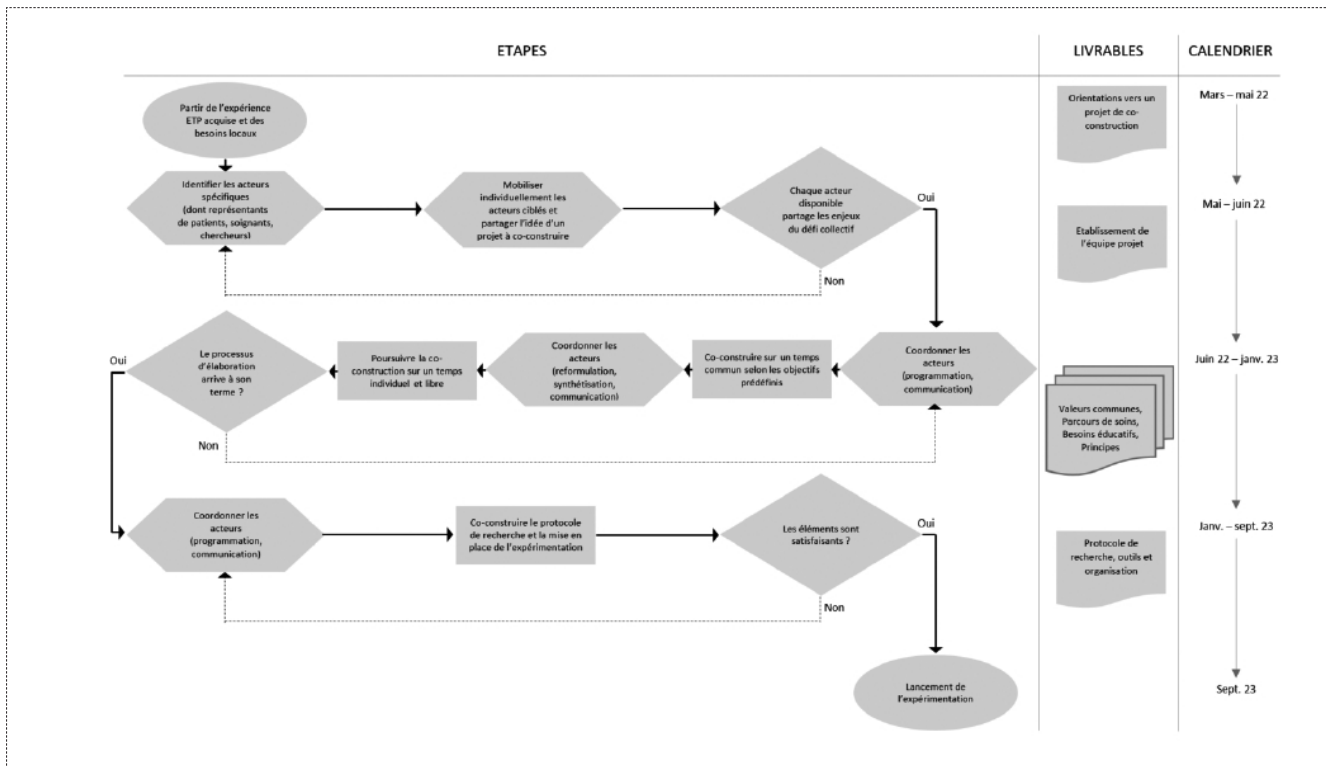 ETAPES
LIVRABLES
CALENDRIER
Partir de l'expérience
ETP acquise et des
besoins locaux
Orientations vers un
projet de co-
construction
Mars – mai 22
Identifier les acteurs
spécifiques
(dont représentants
de patients, soignants,
chercheurs)
Mobiliser
individuellement les
acteurs ciblés et
partager l'idée d'un
projet à co-construire
Chaque acteur
disponible
partage les enjeux
du défi collectif
Oui
Non
Etablissement de
l'équipe projet
Mai – juin 22
Oui
Le processus
d'élaboration
arrive à son
terme ?
Non
Poursuivre la co-
construction sur un temps
individuel et libre
Coordonner les
acteurs
(reformulation,
synthétisation,
communication)
Co-construire sur un temps
commun selon les objectifs
prédéfinis
Coordonner les
acteurs
(programmation,
communication)
Valeurs communes,
Parcours de soins,
Besoins éducatifs,
Principes
Juin 22 – janv. 23
Coordonner les
acteurs
(programmation,
communication)
Co-construire le protocole
de recherche et la mise en
place de l'expérimentation
Les éléments sont
satisfaisants ?
Oui
Non
Protocole de
recherche, outils et
organisation
Janv. – sept. 23
Lancement de
l'expérimentation
Sept. 23